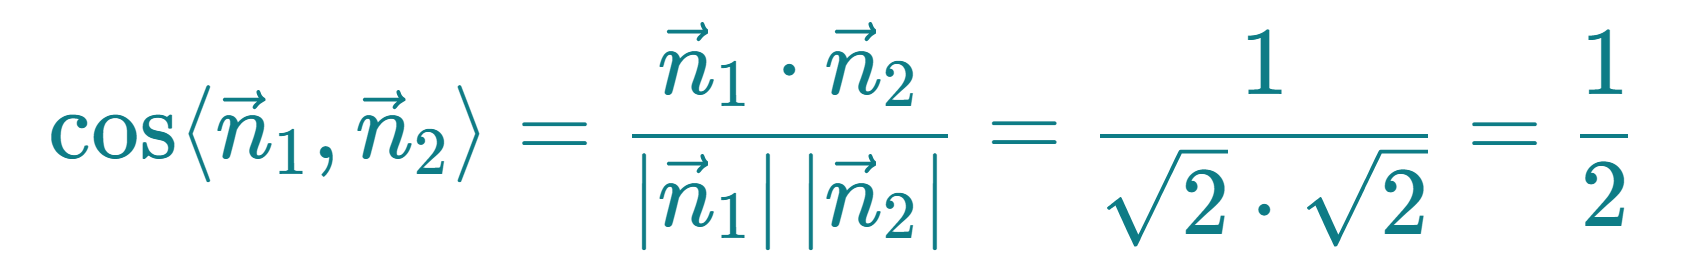 cos⟨n⃗₁, n⃗₂⟩ = (n⃗₁ · n⃗₂) / (|n⃗₁| |n⃗₂|) = 1 / (√2 · √2) = 1/2